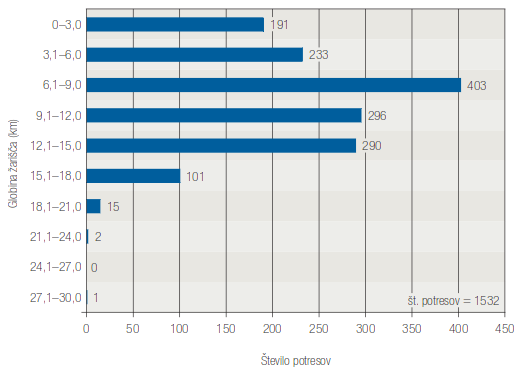 Globina žarišča (km)
0–3,0 191
3,1–6,0 233
6,1–9,0 403
9,1–12,0 296
12,1–15,0 290
15,1–18,0 101
18,1–21,0 15
21,1–24,0 2
24,1–27,0 0
27,1–30,0 1
št. potresov = 1532
0 50 100 150 200 250 300 350 400 450
Število potresov